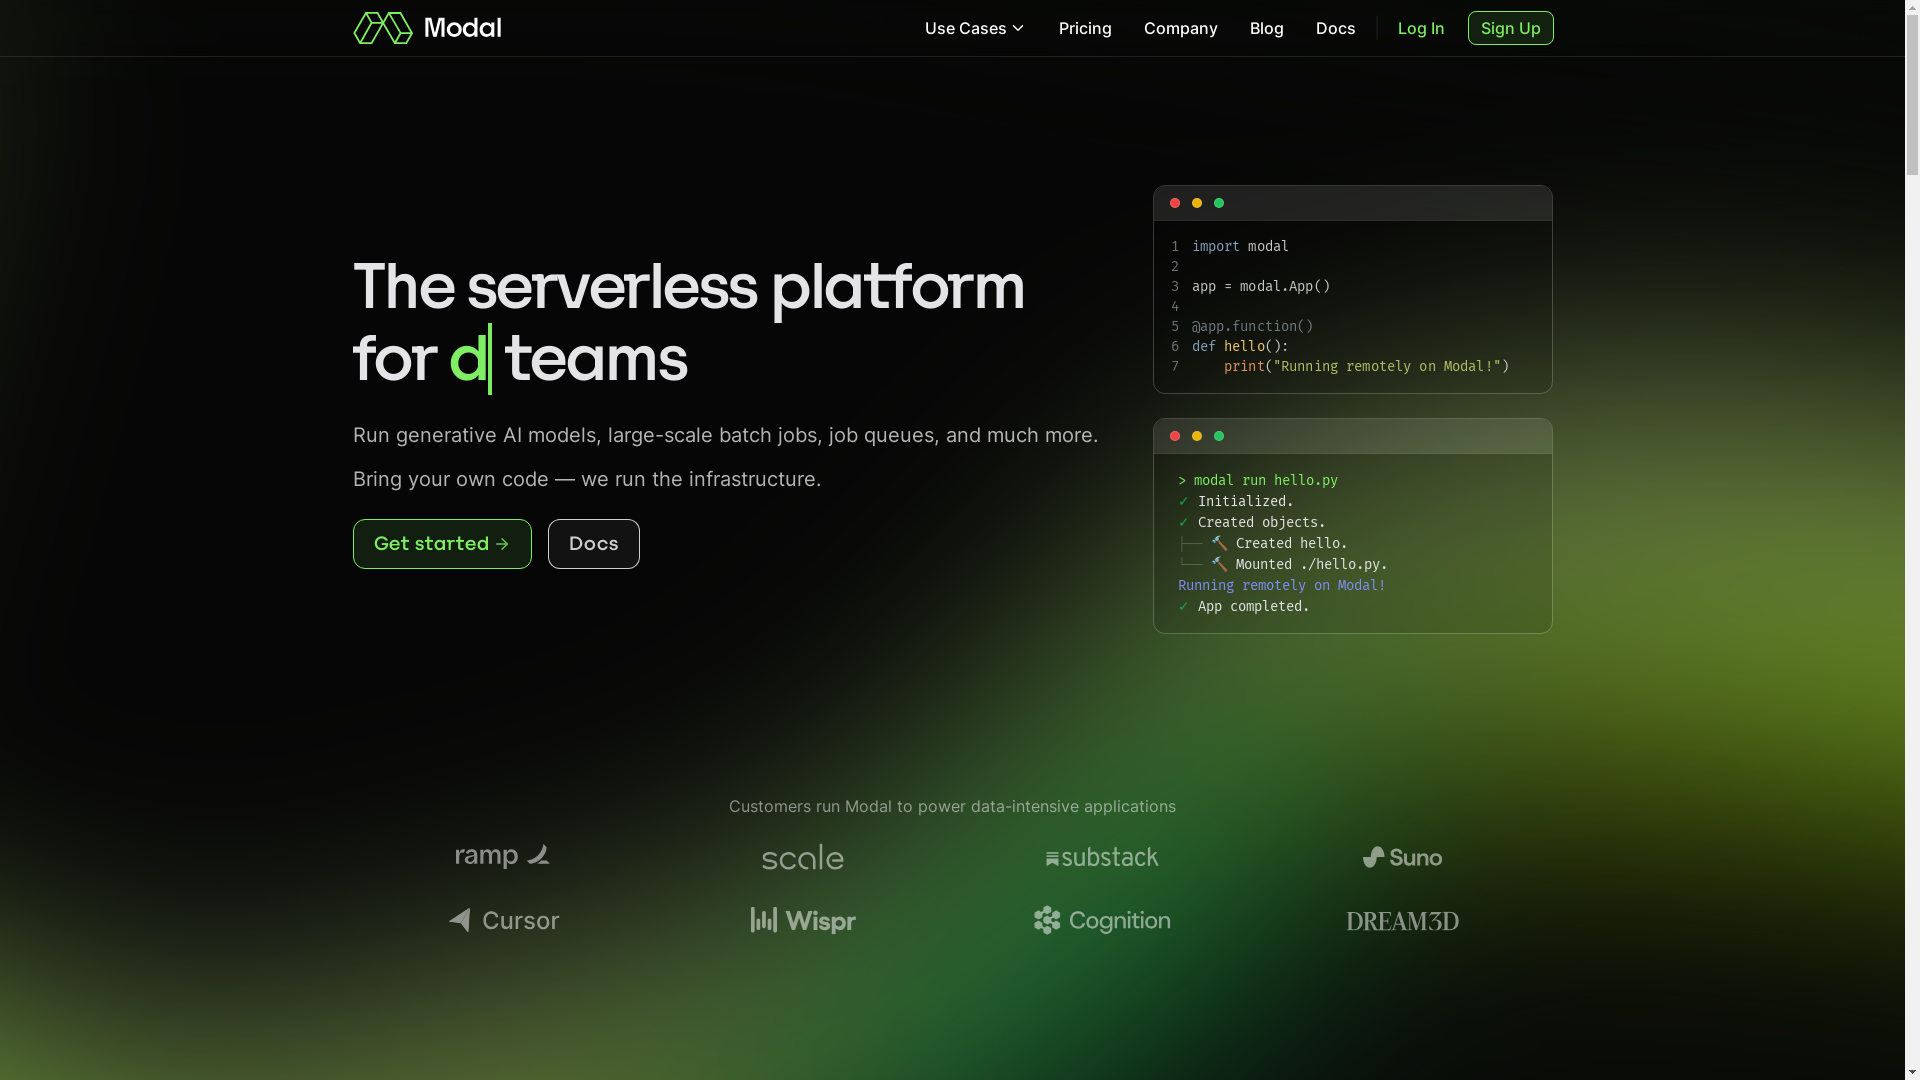 Modal
Use Cases
Pricing
Company
Blog
Docs
Log In
Sign Up
The serverless platform
for d teams
Run generative AI models, large-scale batch jobs, job queues, and much more.
Bring your own code — we run the infrastructure.
Get started →
Docs
1 import modal
2
3 app = modal.App()
4
5 @app.function()
6 def hello():
7 print("Running remotely on Modal!")
> modal run hello.py
✓ Initialized.
✓ Created objects.
├── 🔨 Created hello.
└── 🔨 Mounted ./hello.py.
Running remotely on Modal!
✓ App completed.
Customers run Modal to power data-intensive applications
ramp
scale
substack
Suno
Cursor
Wispr
Cognition
DREAM3D